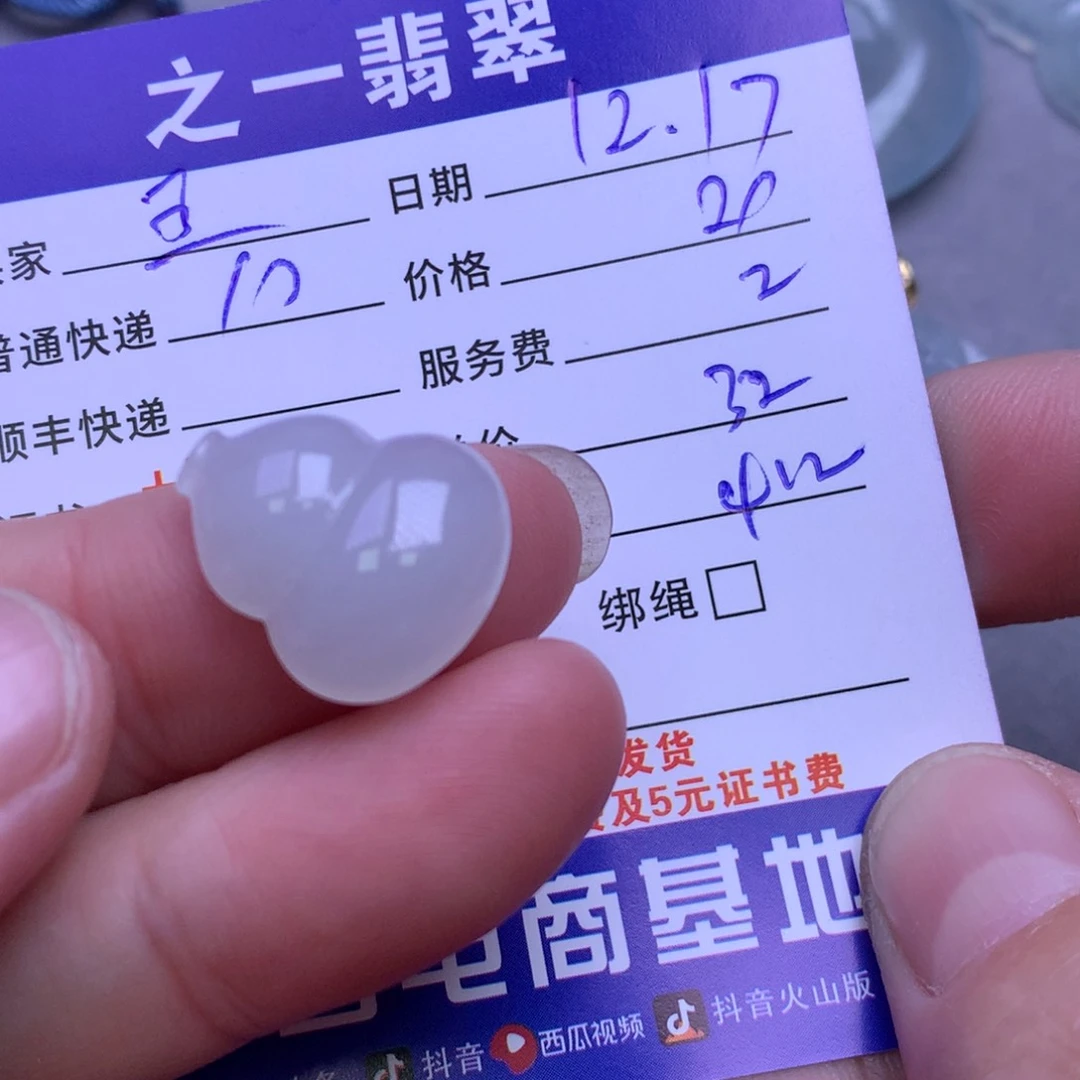 之一翡翠
家 日期 12.17
普通快递 10 价格 20
顺丰快递 服务费 2
价 32
绑绳
发货
及5元证书费
电商基地
抖音 西瓜视频 抖音火山版